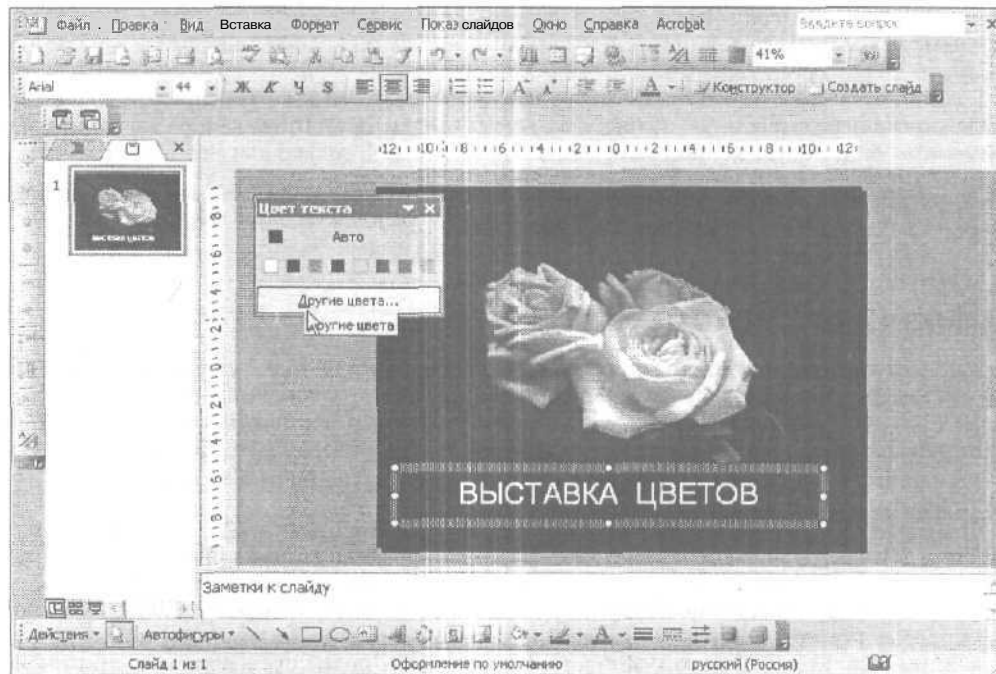 Файл Правка Вид Вставка Формат Сервис Показ слайдов Окно Справка Acrobat Введите вопрос
41%
Arial 44 Ж К Ч S Конструктор Создать слайд
1
Цвет текста
Авто
Другие цвета...
Другие цвета
ВЫСТАВКА ЦВЕТОВ
Заметки к слайду
Действия Автофигуры
Слайд 1 из 1 Оформление по умолчанию русский (Россия)